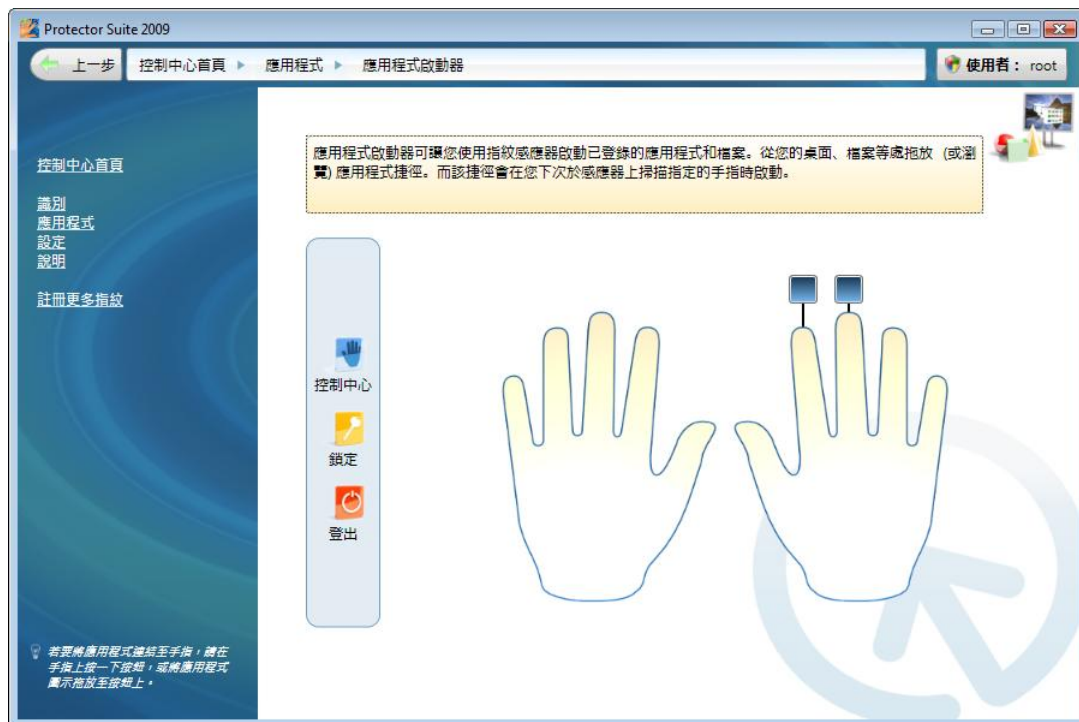 Protector Suite 2009
上一步 控制中心首頁 應用程式 應用程式啟動器 使用者: root
應用程式啟動器可讓您使用指紋感應器啟動已登錄的應用程式和檔案。從您的桌面、檔案等處拖放 (或瀏
覽) 應用程式捷徑。而該捷徑會在您下次於感應器上掃描指定的手指時啟動。
控制中心首頁
識別
應用程式
設定
說明
註冊更多指紋
控制中心
鎖定
登出
若要將應用程式連結至手指，請在
手指上按一下按鈕，或將應用程式
圖示拖放至按鈕上。